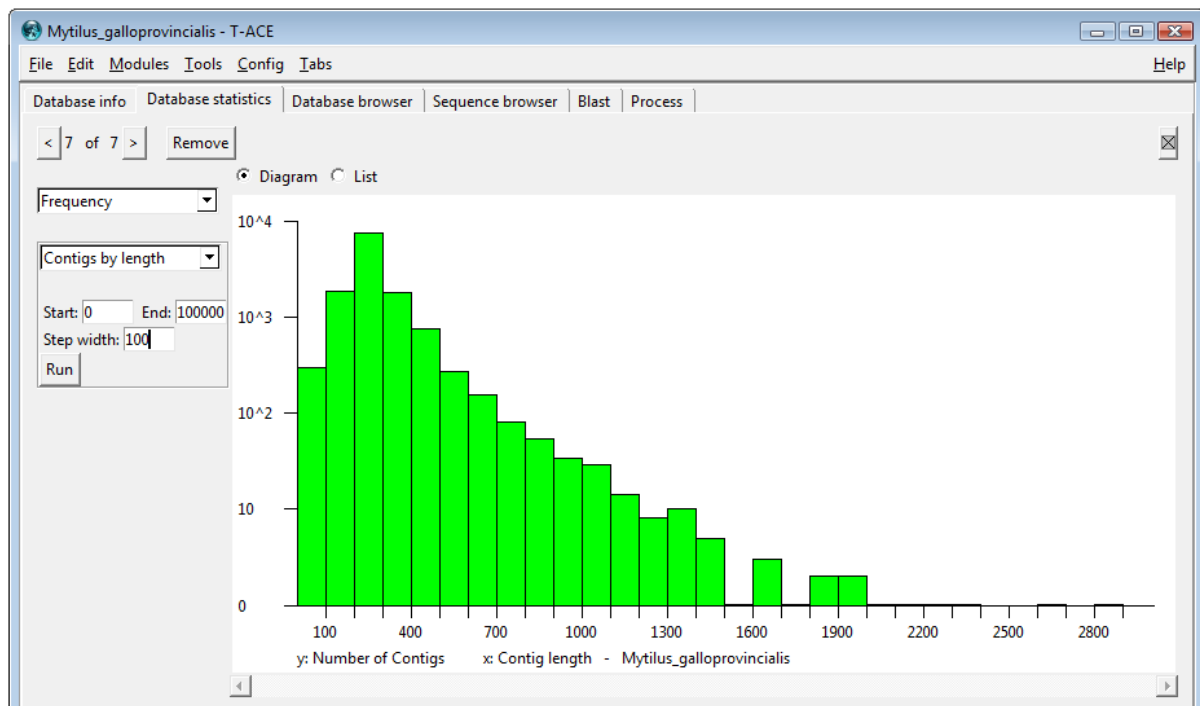 Mytilus_galloprovincialis - T-ACE
File Edit Modules Tools Config Tabs Help
Database info Database statistics Database browser Sequence browser Blast Process
< 7 of 7 > Remove
Diagram List
Frequency
Contigs by length
Start: 0 End: 100000
Step width: 100
Run
10^4
10^3
10^2
10
0
100 400 700 1000 1300 1600 1900 2200 2500 2800
y: Number of Contigs x: Contig length - Mytilus_galloprovincialis